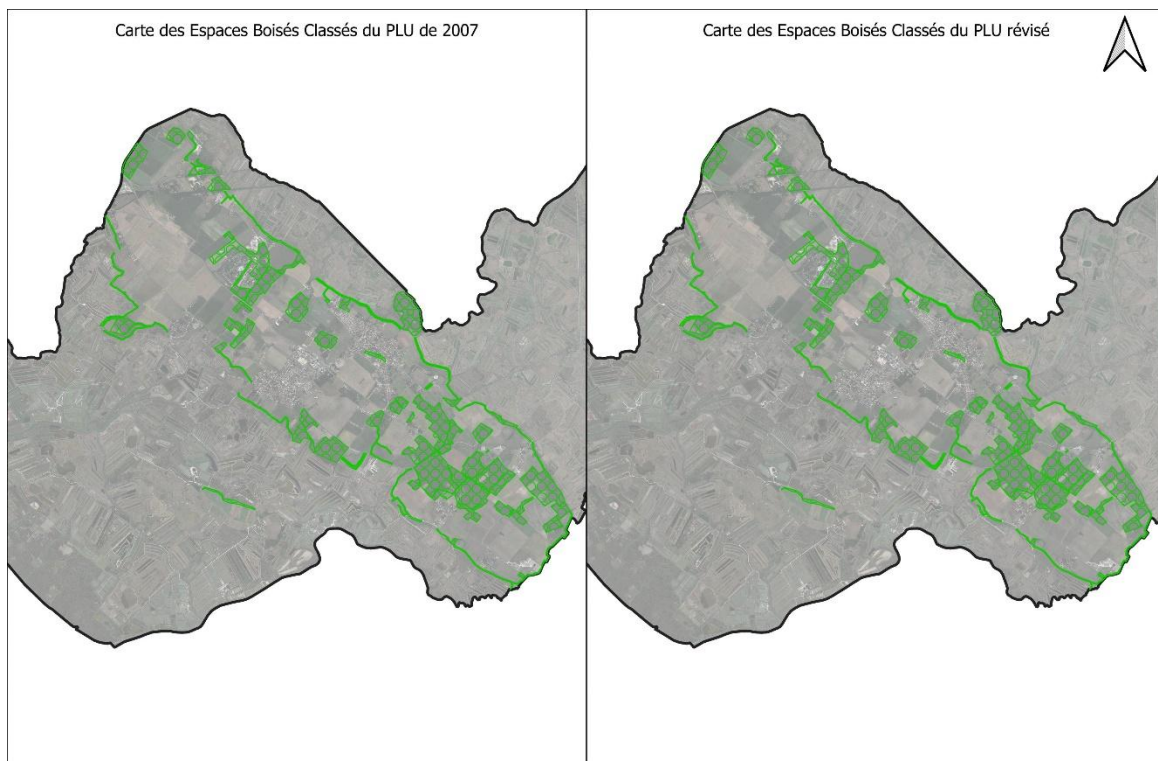 Carte des Espaces Boisés Classés du PLU de 2007
Carte des Espaces Boisés Classés du PLU révisé